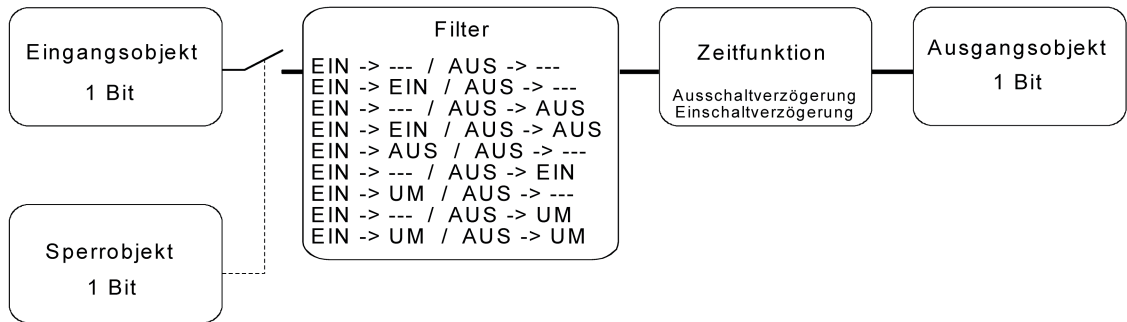 Eingangsobjekt
1 Bit
Sperrobjekt
1 Bit
Filter
EIN -> --- / AUS -> ---
EIN -> EIN / AUS -> ---
EIN -> --- / AUS -> AUS
EIN -> EIN / AUS -> AUS
EIN -> AUS / AUS -> ---
EIN -> --- / AUS -> EIN
EIN -> UM / AUS -> ---
EIN -> --- / AUS -> UM
EIN -> UM / AUS -> UM
Zeitfunktion
Ausschaltverzögerung
Einschaltverzögerung
Ausgangsobjekt
1 Bit